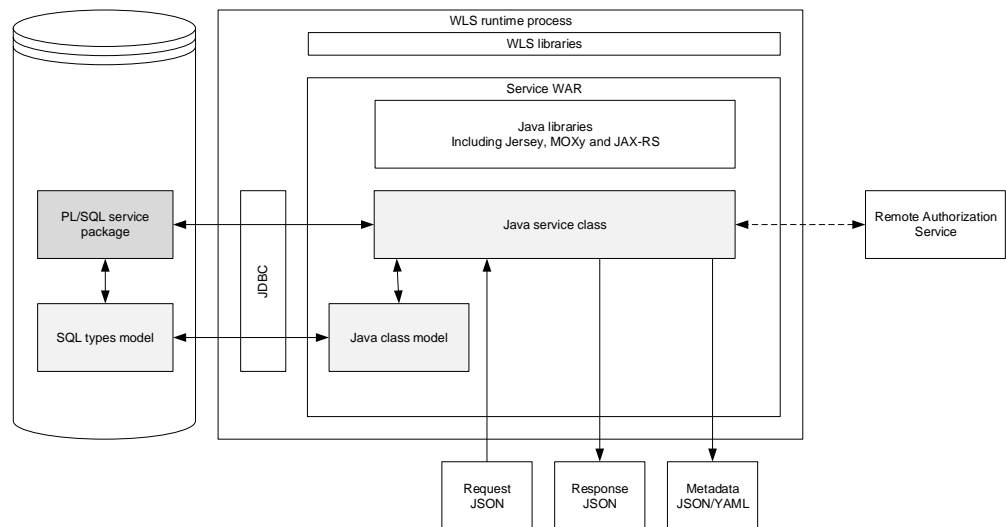 WLS runtime process
WLS libraries
Service WAR
Java libraries
Including Jersey, MOXy and JAX-RS
PL/SQL service
package
JDBC
Java service class
Remote Authorization
Service
SQL types model
Java class model
Request
JSON
Response
JSON
Metadata
JSON/YAML